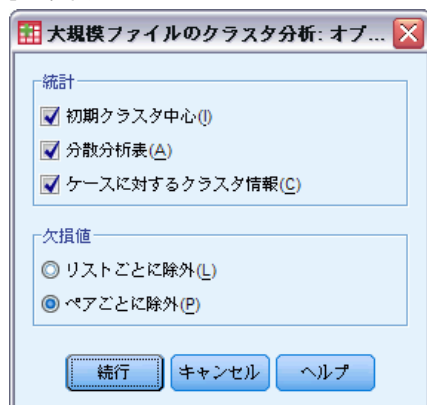 大規模ファイルのクラスタ分析: オプ...
統計
初期クラスタ中心(I)
分散分析表(A)
ケースに対するクラスタ情報(C)
欠損値
リストごとに除外(L)
ペアごとに除外(P)
続行 キャンセル ヘルプ